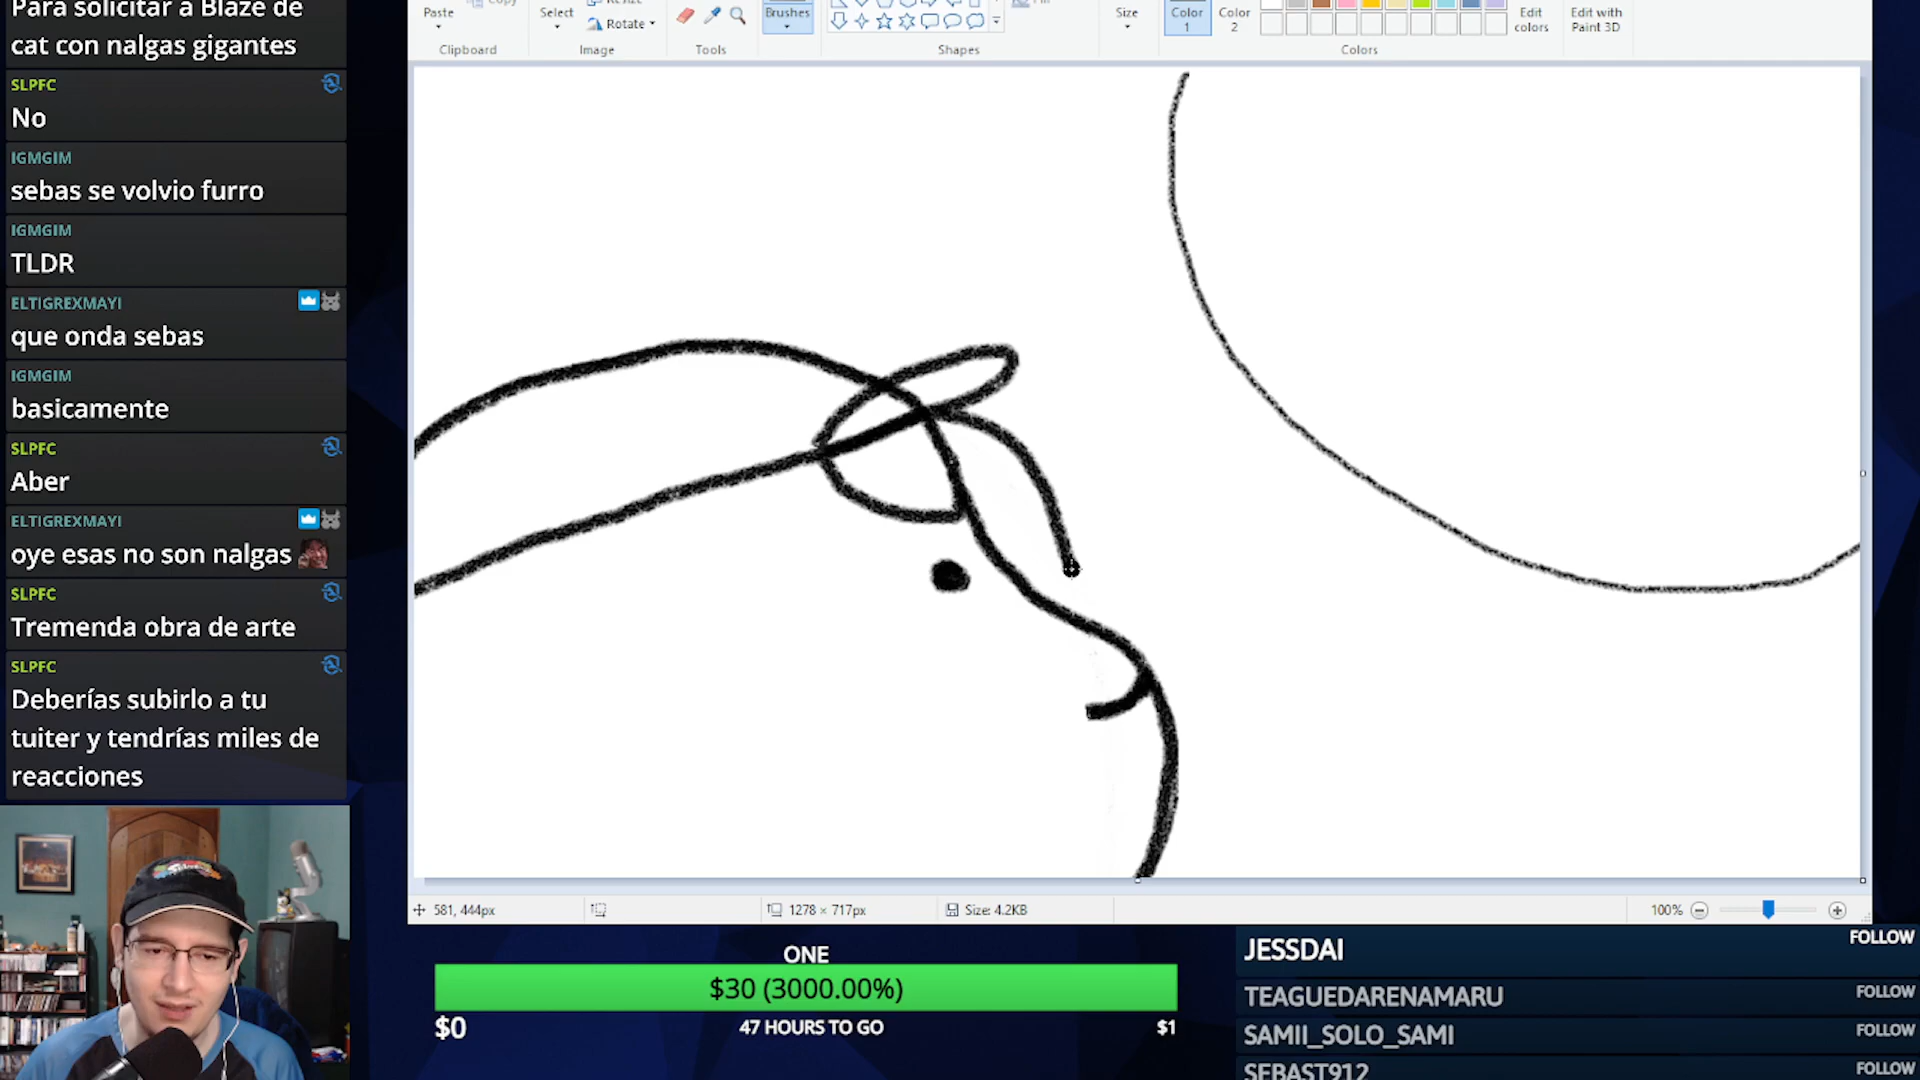 Para solicitar a Blaze de
cat con nalgas gigantes
SLPFC
No
IGMGIM
sebas se volvio furro
IGMGIM
TLDR
ELTIGREXMAYI
que onda sebas
IGMGIM
basicamente
SLPFC
Aber
ELTIGREXMAYI
oye esas no son nalgas
SLPFC
Tremenda obra de arte
SLPFC
Deberías subirlo a tu
tuiter y tendrías miles de
reacciones
Paste
Copy
Clipboard
Select
Resize
Rotate
Image
Tools
Brushes
Shapes
Fill
Size
Color
1
Color
2
Edit
colors
Edit with
Paint 3D
Colors
581, 444px
1278 × 717px
Size: 4.2KB
100%
ONE
$30 (3000.00%)
$0
47 HOURS TO GO
$1
JESSDAI
FOLLOW
TEAGUEDARENAMARU
FOLLOW
SAMII_SOLO_SAMI
FOLLOW
SEBAST912
FOLLOW